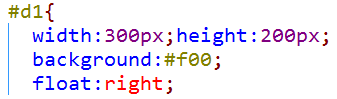 #d1{
width:300px;height:200px;
background:#f00;
float:right;